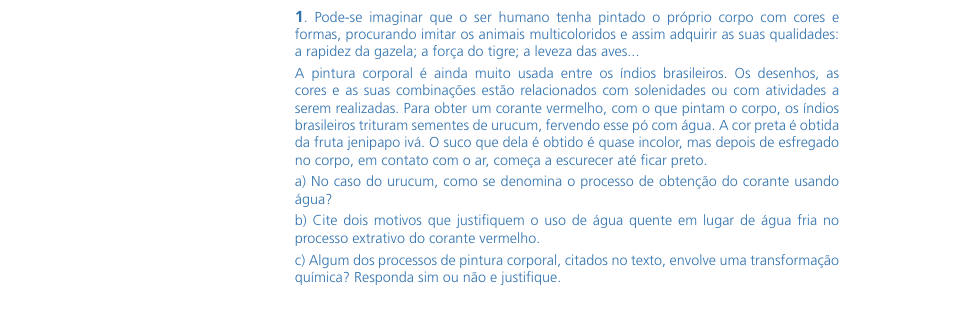 1. Pode-se imaginar que o ser humano tenha pintado o próprio corpo com cores e
formas, procurando imitar os animais multicoloridos e assim adquirir as suas qualidades:
a rapidez da gazela; a força do tigre; a leveza das aves...
A pintura corporal é ainda muito usada entre os índios brasileiros. Os desenhos, as
cores e as suas combinações estão relacionados com solenidades ou com atividades a
serem realizadas. Para obter um corante vermelho, com o que pintam o corpo, os índios
brasileiros trituram sementes de urucum, fervendo esse pó com água. A cor preta é obtida
da fruta jenipapo ivá. O suco que dela é obtido é quase incolor, mas depois de esfregado
no corpo, em contato com o ar, começa a escurecer até ficar preto.
a) No caso do urucum, como se denomina o processo de obtenção do corante usando
água?
b) Cite dois motivos que justifiquem o uso de água quente em lugar de água fria no
processo extrativo do corante vermelho.
c) Algum dos processos de pintura corporal, citados no texto, envolve uma transformação
química? Responda sim ou não e justifique.